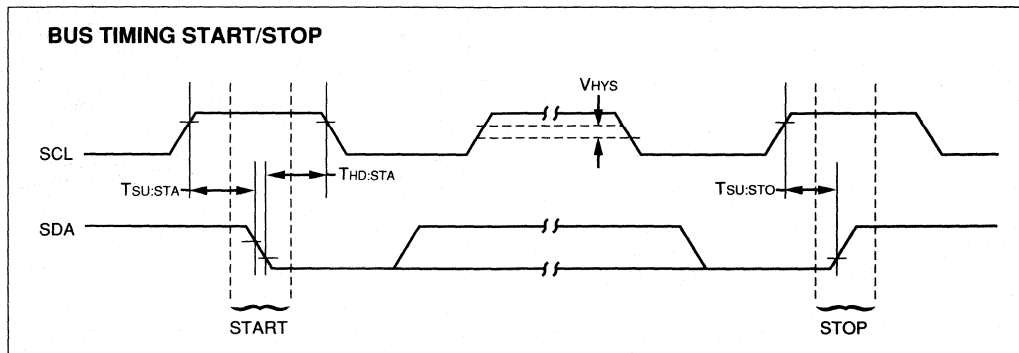 BUS TIMING START/STOP
VHYS
SCL
TSU:STA
THD:STA
TSU:STO
SDA
START
STOP